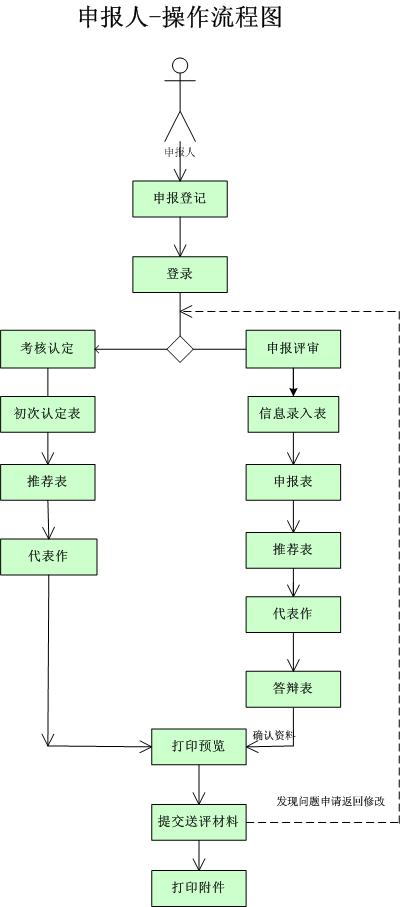 申报人-操作流程图
申报人
申报登记
登录
考核认定
申报评审
初次认定表
信息录入表
推荐表
申报表
代表作
推荐表
代表作
答辩表
确认资料
打印预览
发现问题申请返回修改
提交送评材料
打印附件